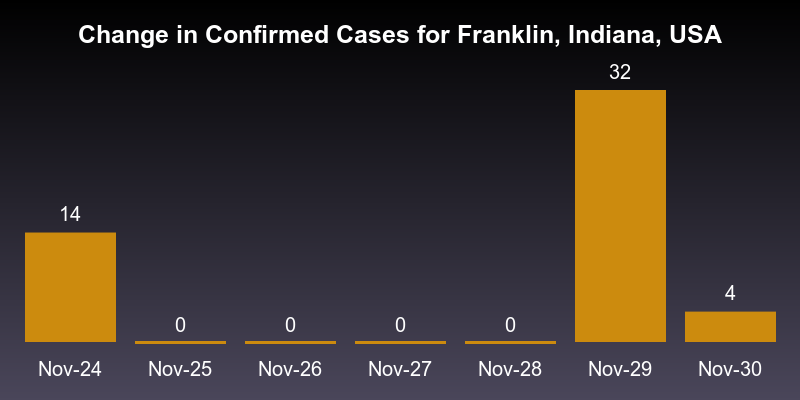 Change in Confirmed Cases for Franklin, Indiana, USA
32
14
4
0 0 0 0
Nov-24 Nov-25 Nov-26 Nov-27 Nov-28 Nov-29 Nov-30